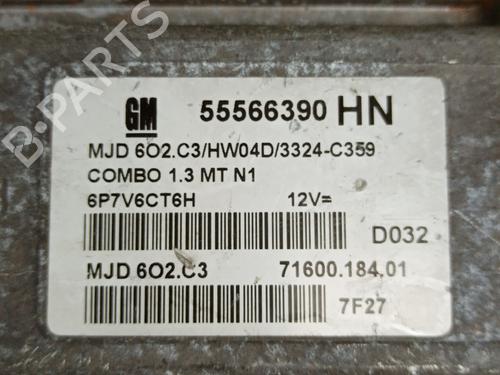 GM 55566390 HN
MJD 6O2.C3/HW04D/3324-C359
COMBO 1.3 MT N1
6P7V6CT6H 12V=
D032
MJD 6O2.C3 71600.184.01
7F27
B-PARTS